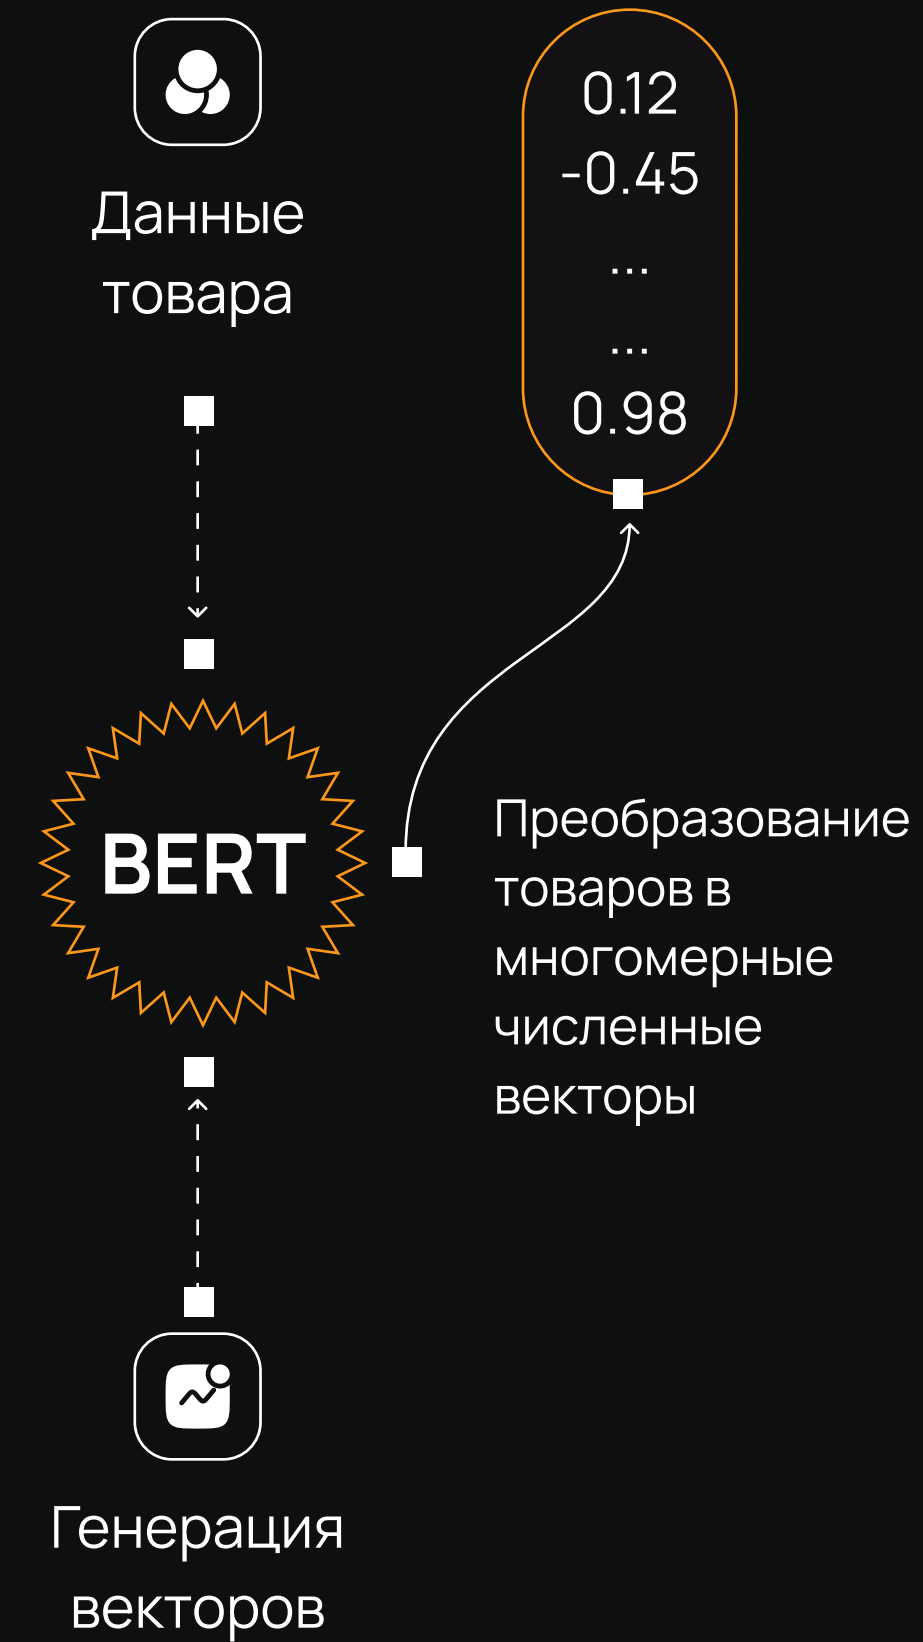 Данные
товара
0.12
-0.45
...
...
0.98
BERT
Преобразование
товаров в
многомерные
численные
векторы
Генерация
векторов